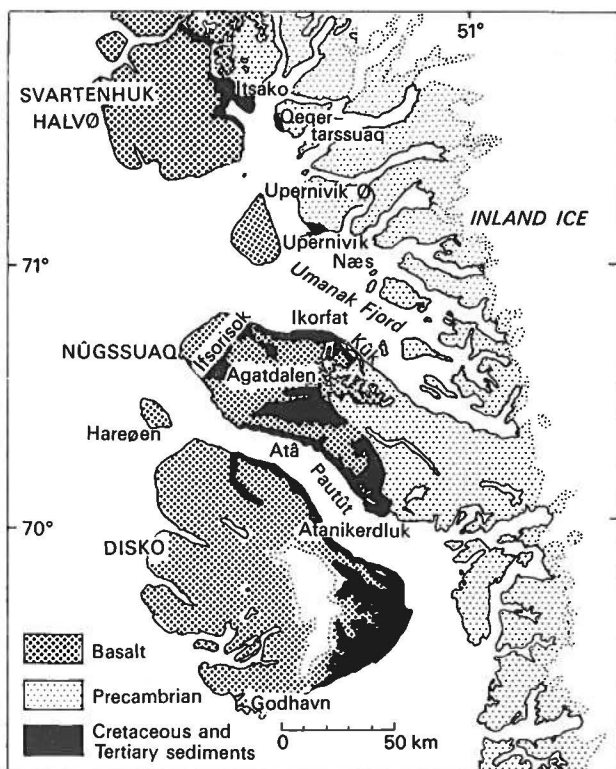 51°
SVARTENHUK
HALVØ
Itsako
Qeqer-
tarssuaq
Upernivik Ø
INLAND ICE
Upernivik
Næs
71°
Umanak Fjord
Ikorfat
Kûk
NÛGSSUAQ
Ifsorisok
Agatdalen
Hareøen
Atâ
Pautût
70°
Atanikerdluk
DISKO
Basalt
Precambrian
Godhavn
Cretaceous and
Tertiary sediments
0 50 km